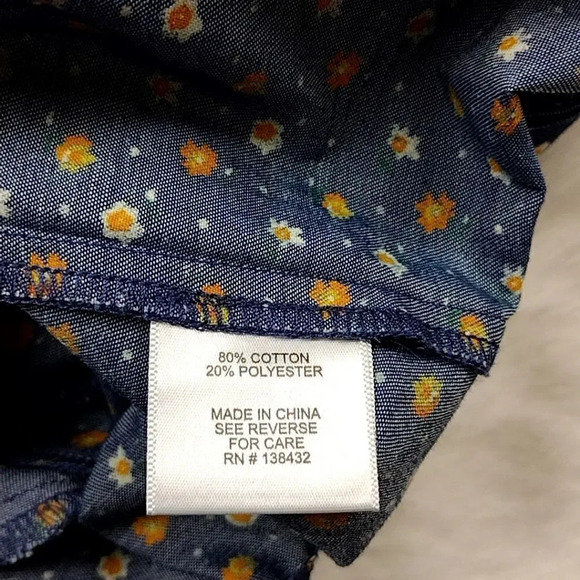 80% COTTON
20% POLYESTER
MADE IN CHINA
SEE REVERSE
FOR CARE
RN # 138432